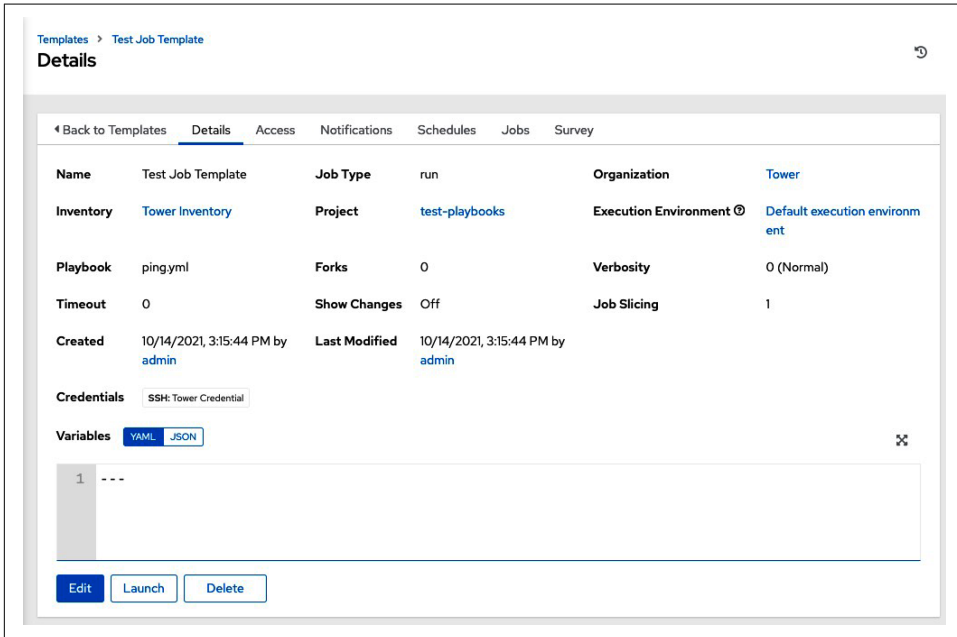 Templates > Test Job Template
Details
Back to Templates Details Access Notifications Schedules Jobs Survey
Name Test Job Template Job Type run Organization Tower
Inventory Tower Inventory Project test-playbooks Execution Environment Default execution environm
ent
Playbook ping.yml Forks 0 Verbosity 0 (Normal)
Timeout 0 Show Changes Off Job Slicing 1
Created 10/14/2021, 3:15:44 PM by Last Modified 10/14/2021, 3:15:44 PM by
admin admin
Credentials SSH: Tower Credential
Variables YAML JSON
1 ---
Edit Launch Delete